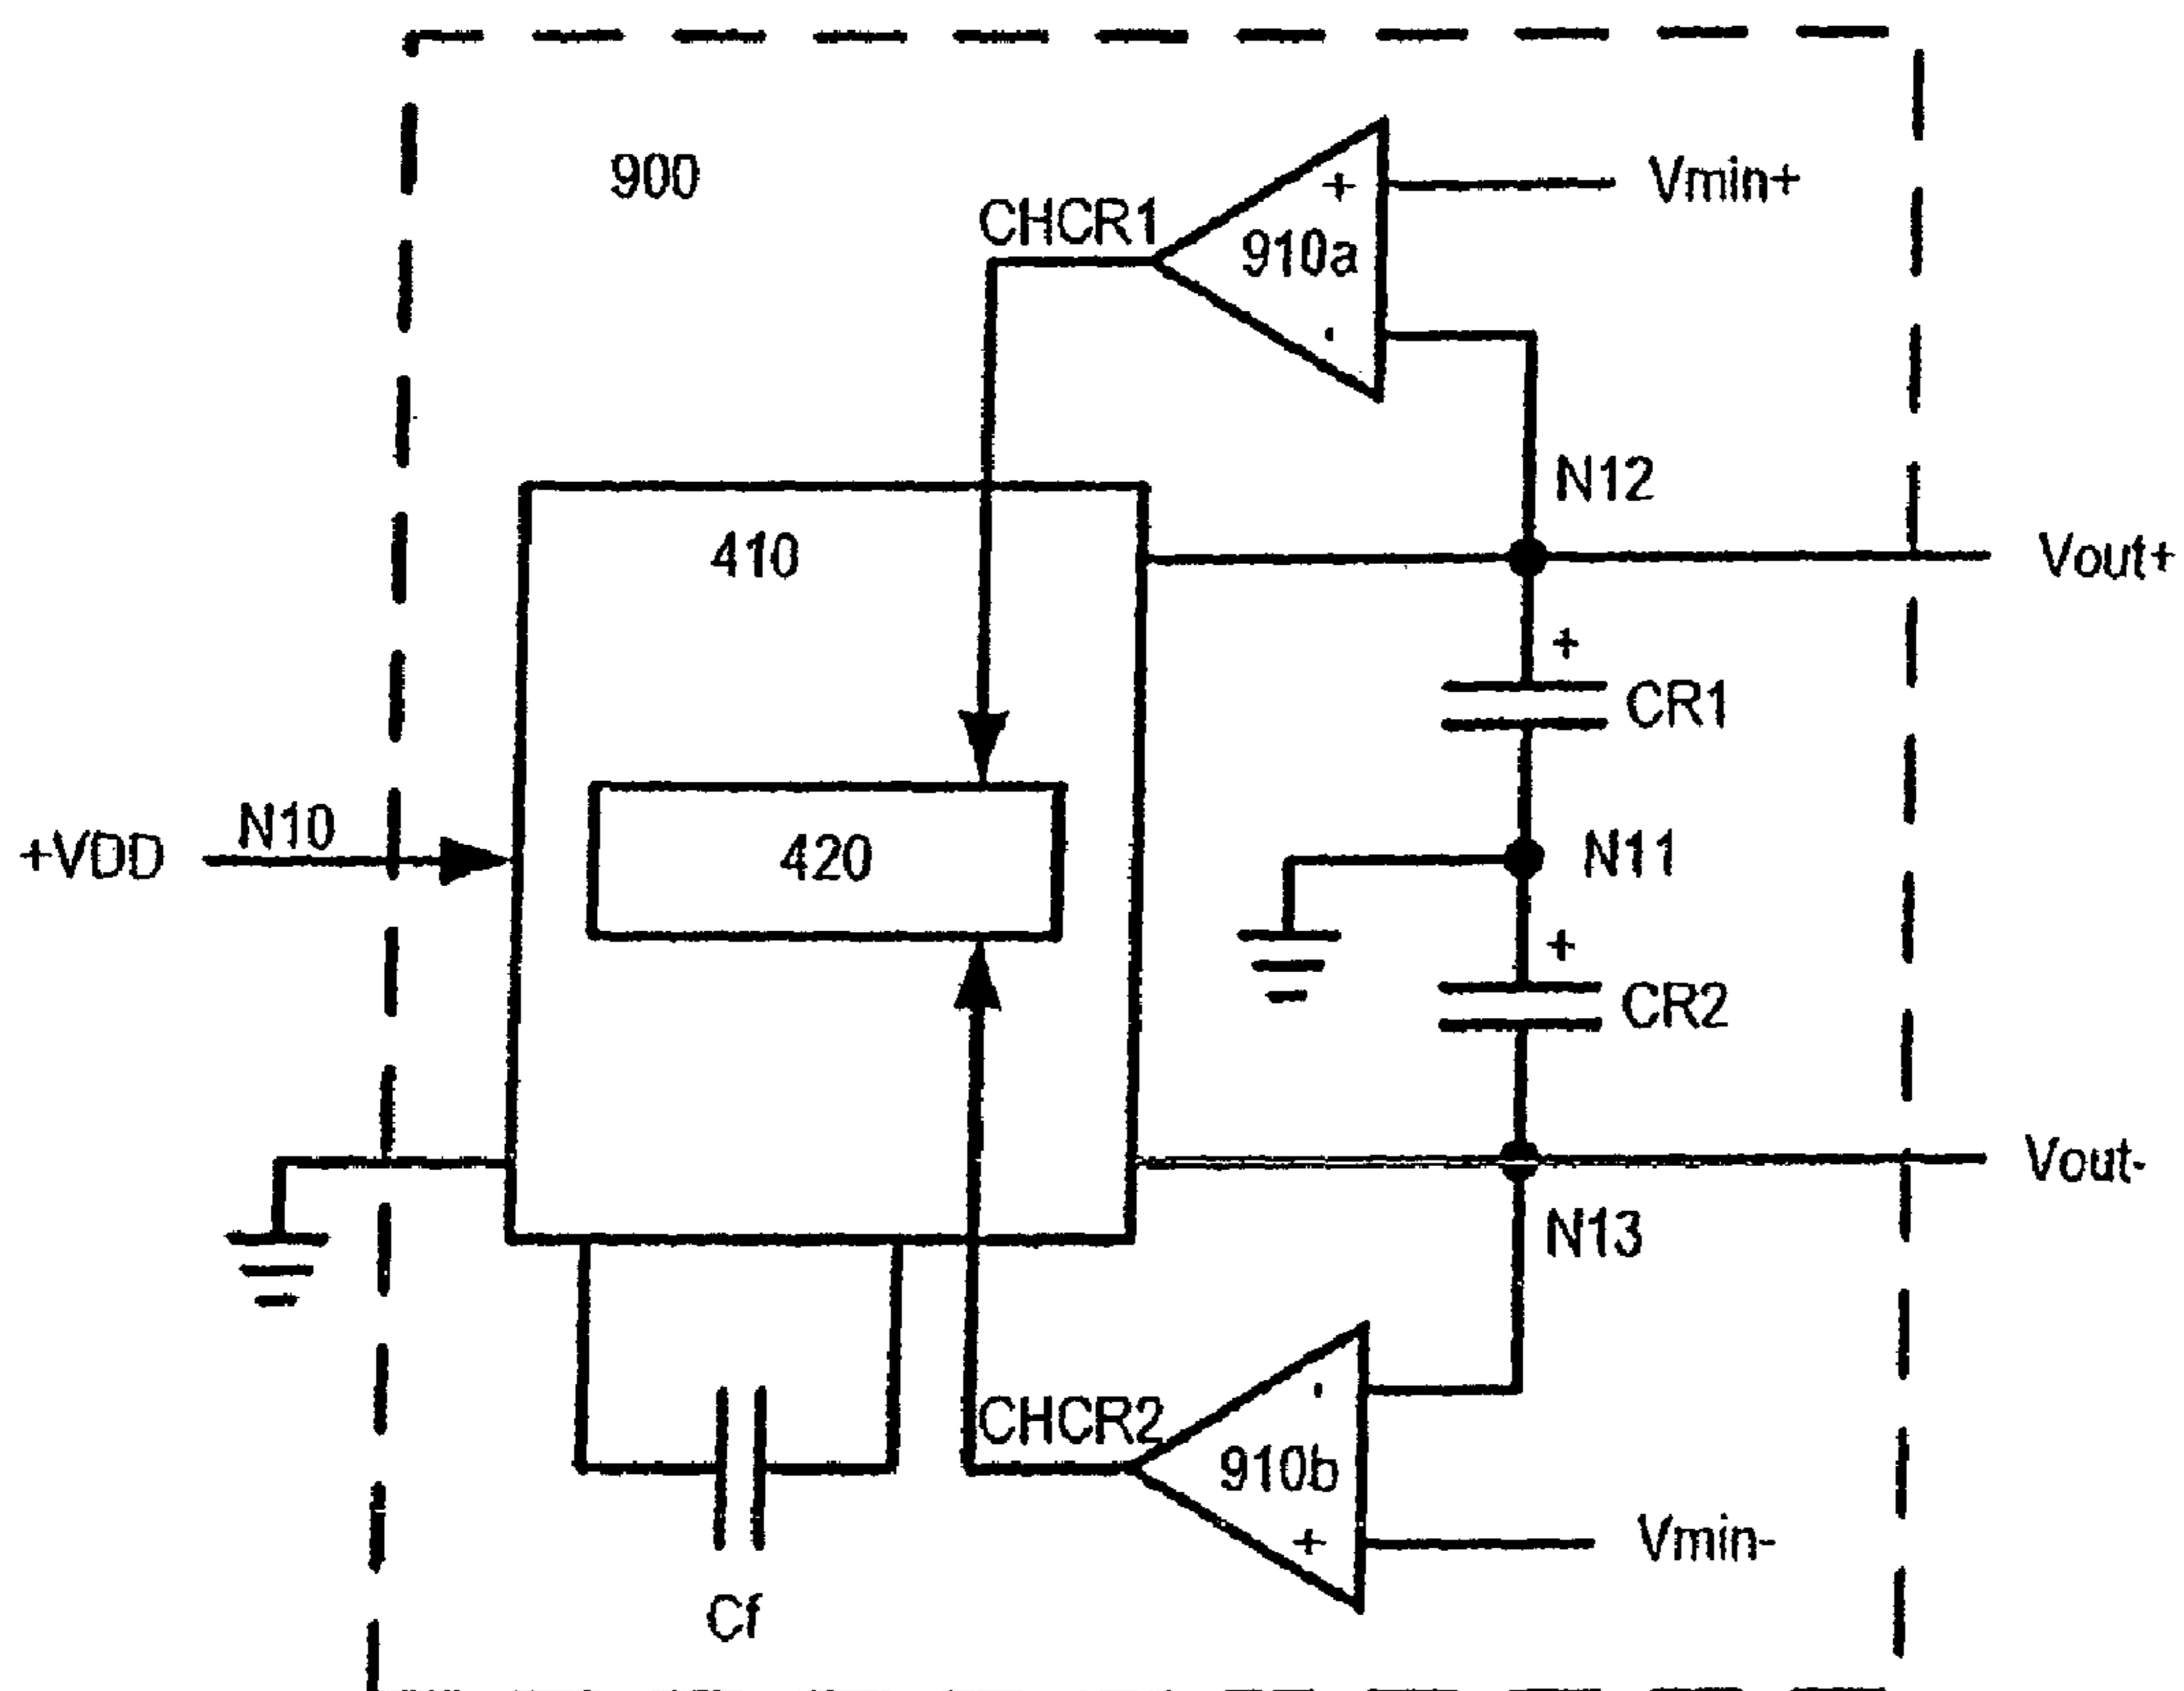 900
Vmin+
CHCR1
+
910a
-
N12
410
Vout+
+
CR1
N10
+VDD
420
N11
+
CR2
Vout-
N13
CHCR2
-
910b
+
Vmin-
Cf